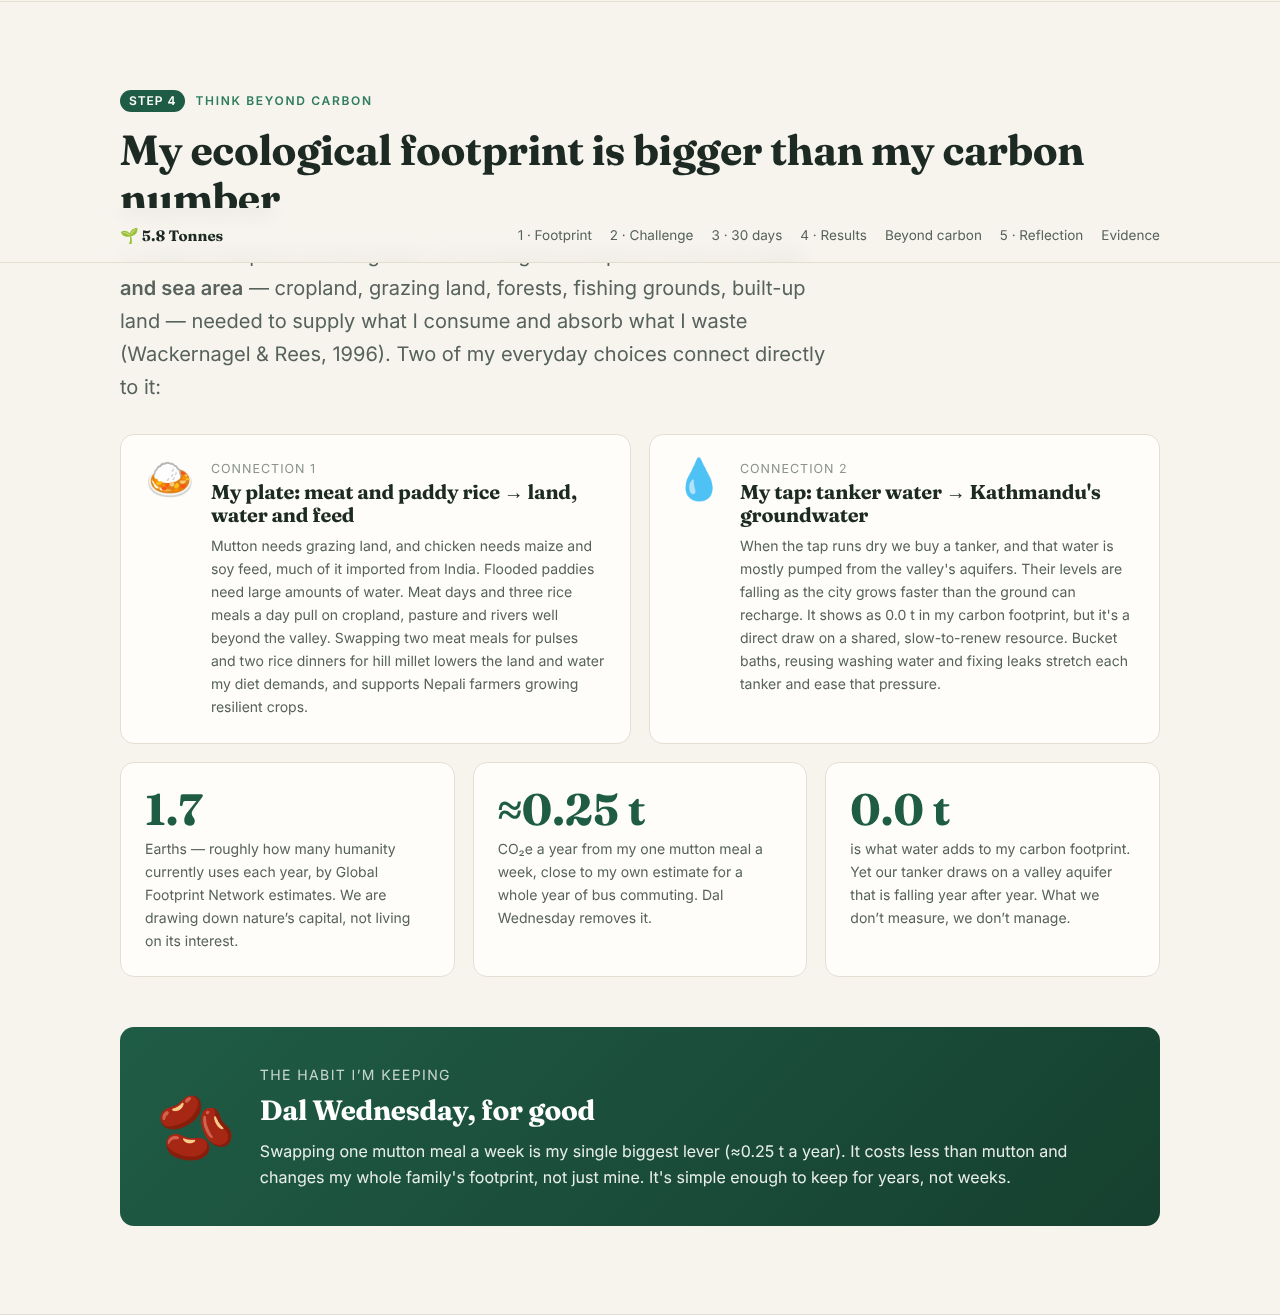 STEP 4 THINK BEYOND CARBON
My ecological footprint is bigger than my carbon
number
5.8 Tonnes
1 · Footprint 2 · Challenge 3 · 30 days 4 · Results Beyond carbon 5 · Reflection Evidence
and sea area — cropland, grazing land, forests, fishing grounds, built-up
land — needed to supply what I consume and absorb what I waste
(Wackernagel & Rees, 1996). Two of my everyday choices connect directly
to it:
CONNECTION 1
My plate: meat and paddy rice → land,
water and feed
Mutton needs grazing land, and chicken needs maize and
soy feed, much of it imported from India. Flooded paddies
need large amounts of water. Meat days and three rice
meals a day pull on cropland, pasture and rivers well
beyond the valley. Swapping two meat meals for pulses
and two rice dinners for hill millet lowers the land and water
my diet demands, and supports Nepali farmers growing
resilient crops.
CONNECTION 2
My tap: tanker water → Kathmandu's
groundwater
When the tap runs dry we buy a tanker, and that water is
mostly pumped from the valley's aquifers. Their levels are
falling as the city grows faster than the ground can
recharge. It shows as 0.0 t in my carbon footprint, but it's a
direct draw on a shared, slow-to-renew resource. Bucket
baths, reusing washing water and fixing leaks stretch each
tanker and ease that pressure.
1.7
Earths — roughly how many humanity
currently uses each year, by Global
Footprint Network estimates. We are
drawing down nature’s capital, not living
on its interest.
≈0.25 t
CO₂e a year from my one mutton meal a
week, close to my own estimate for a
whole year of bus commuting. Dal
Wednesday removes it.
0.0 t
is what water adds to my carbon footprint.
Yet our tanker draws on a valley aquifer
that is falling year after year. What we
don’t measure, we don’t manage.
THE HABIT I’M KEEPING
Dal Wednesday, for good
Swapping one mutton meal a week is my single biggest lever (≈0.25 t a year). It costs less than mutton and
changes my whole family's footprint, not just mine. It's simple enough to keep for years, not weeks.